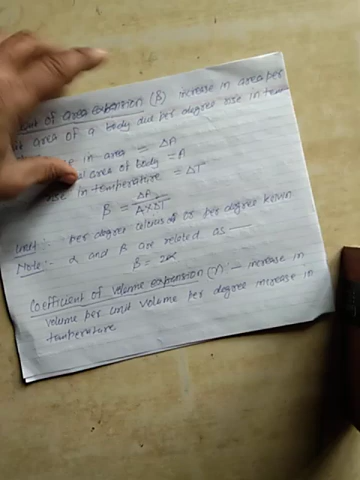 of area expansion (β) increase in area per
area of a body due per degree rise in tem
in area = ΔA
area of body = A
in temperature = ΔT
β = ΔA / A×ΔT
Unit:- per degree celcius or per degree kelvin
Note:- α and β are related as —
β = 2α
Coefficient of volume expansion (γ) :- increase in
volume per unit volume per degree increase in
temperature